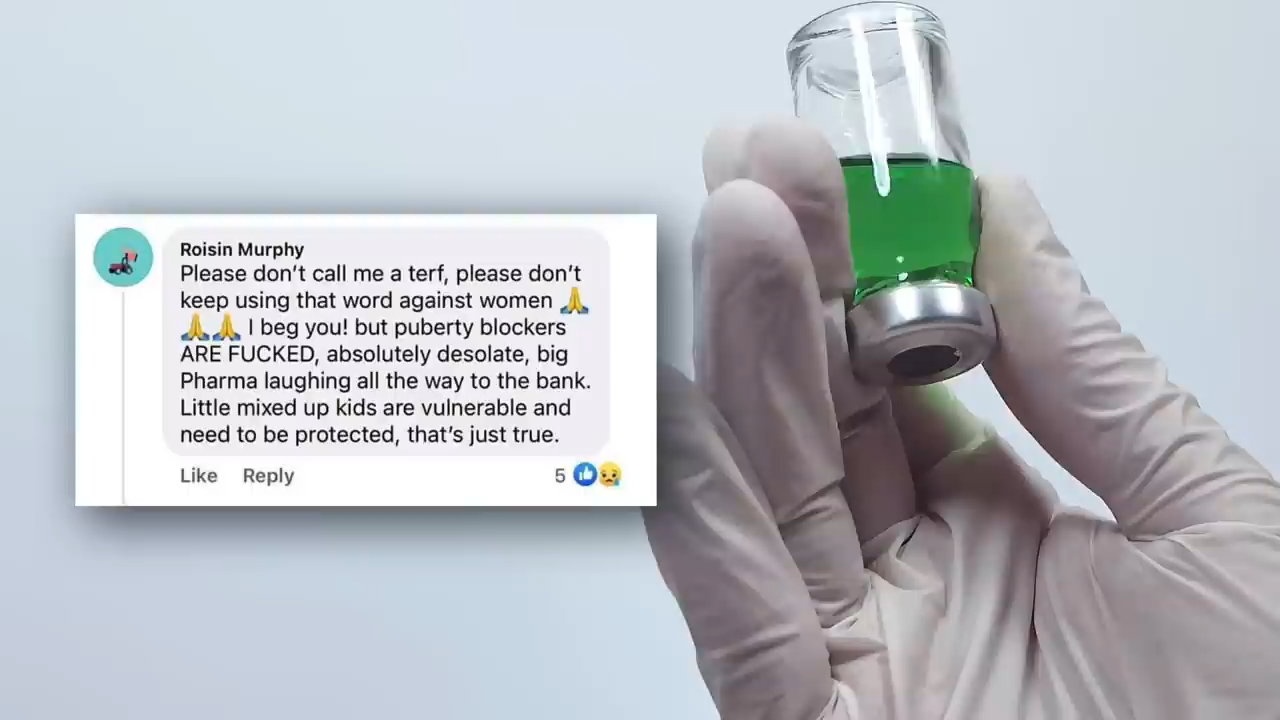 Roisin Murphy
Please don’t call me a terf, please don’t
keep using that word against women 🙏
🙏🙏 I beg you! but puberty blockers
ARE FUCKED, absolutely desolate, big
Pharma laughing all the way to the bank.
Little mixed up kids are vulnerable and
need to be protected, that’s just true.
Like Reply 5 👍😢